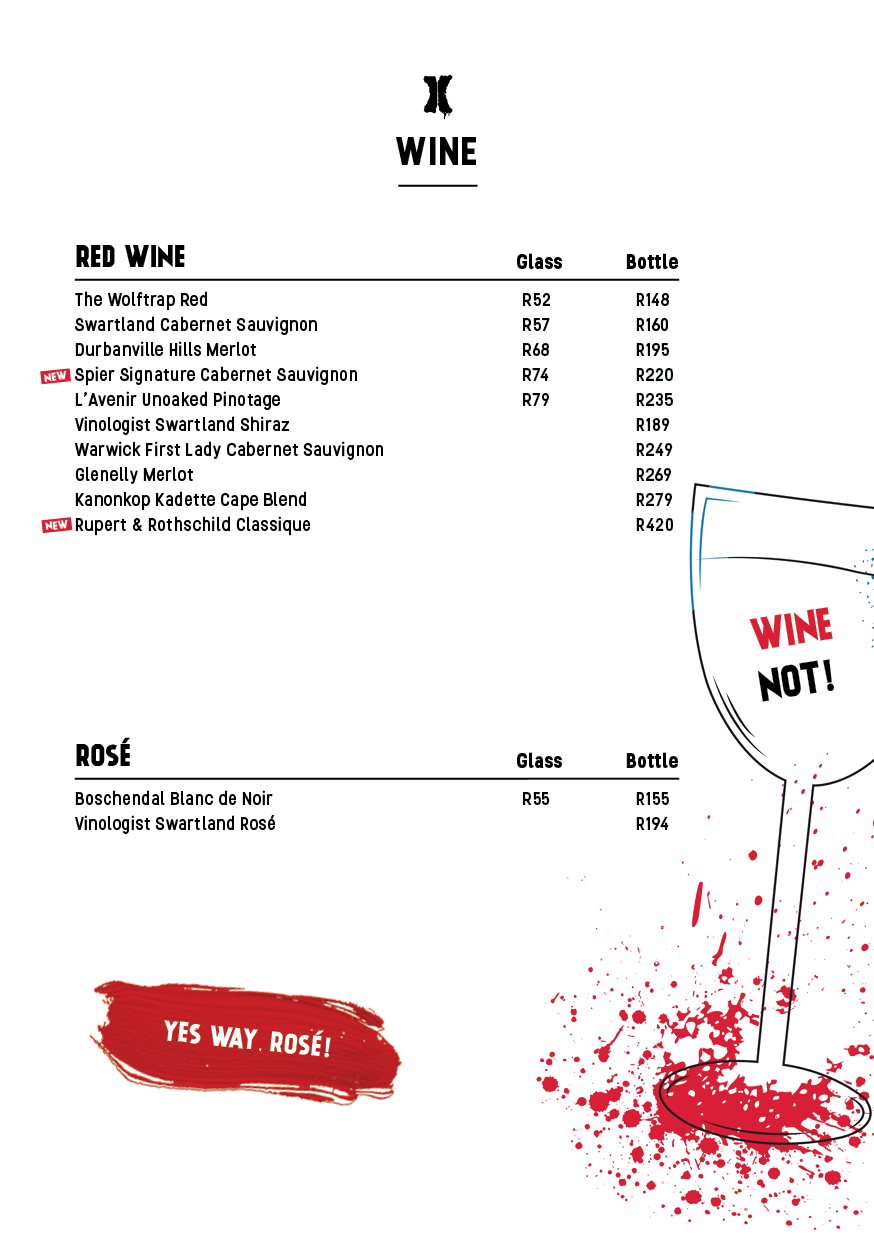 WINE
RED WINE Glass Bottle
The Wolftrap Red R52 R148
Swartland Cabernet Sauvignon R57 R160
Durbanville Hills Merlot R68 R195
NEW Spier Signature Cabernet Sauvignon R74 R220
L'Avenir Unoaked Pinotage R79 R235
Vinologist Swartland Shiraz R189
Warwick First Lady Cabernet Sauvignon R249
Glenelly Merlot R269
Kanonkop Kadette Cape Blend R279
NEW Rupert & Rothschild Classique R420
WINE
NOT!
ROSÉ Glass Bottle
Boschendal Blanc de Noir R55 R155
Vinologist Swartland Rosé R194
YES WAY, ROSÉ!